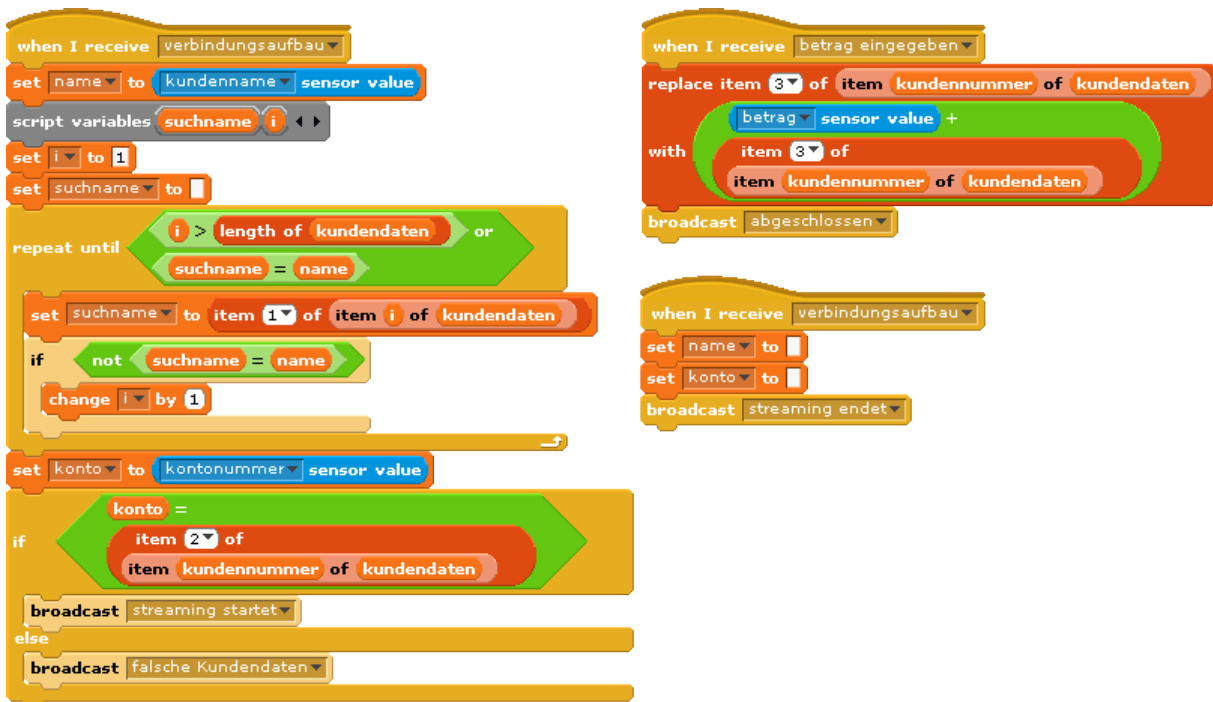 when I receive verbindungsaufbau
set name to kundenname sensor value
script variables suchname i
set i to 1
set suchname to
repeat until i > length of kundendaten or
suchname = name
set suchname to item 1 of item i of kundendaten
if not suchname = name
change i by 1
set konto to kontonummer sensor value
if konto =
item 2 of
item kundennummer of kundendaten
broadcast streaming startet
else
broadcast falsche Kundendaten
when I receive betrag eingegeben
replace item 3 of item kundennummer of kundendaten
betrag sensor value +
with item 3 of
item kundennummer of kundendaten
broadcast abgeschlossen
when I receive verbindungsaufbau
set name to
set konto to
broadcast streaming endet